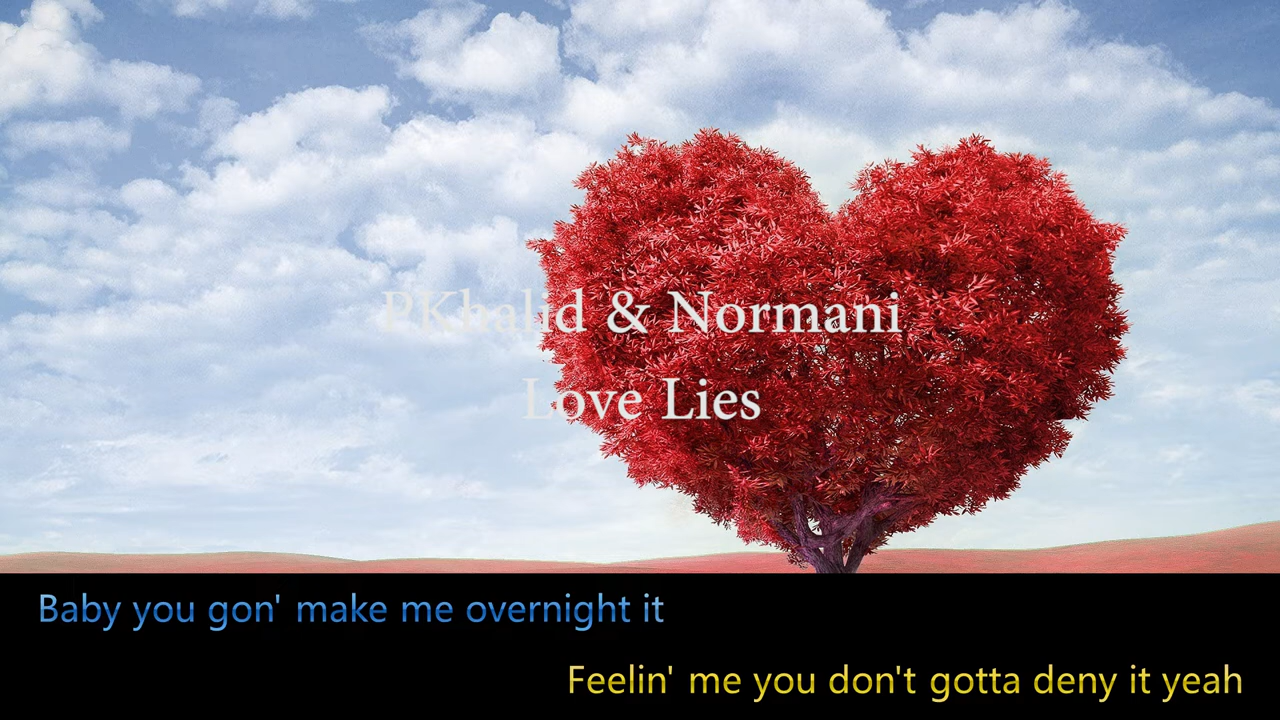 PKhalid & Normani
Love Lies
Baby you gon' make me overnight it
Feelin' me you don't gotta deny it yeah